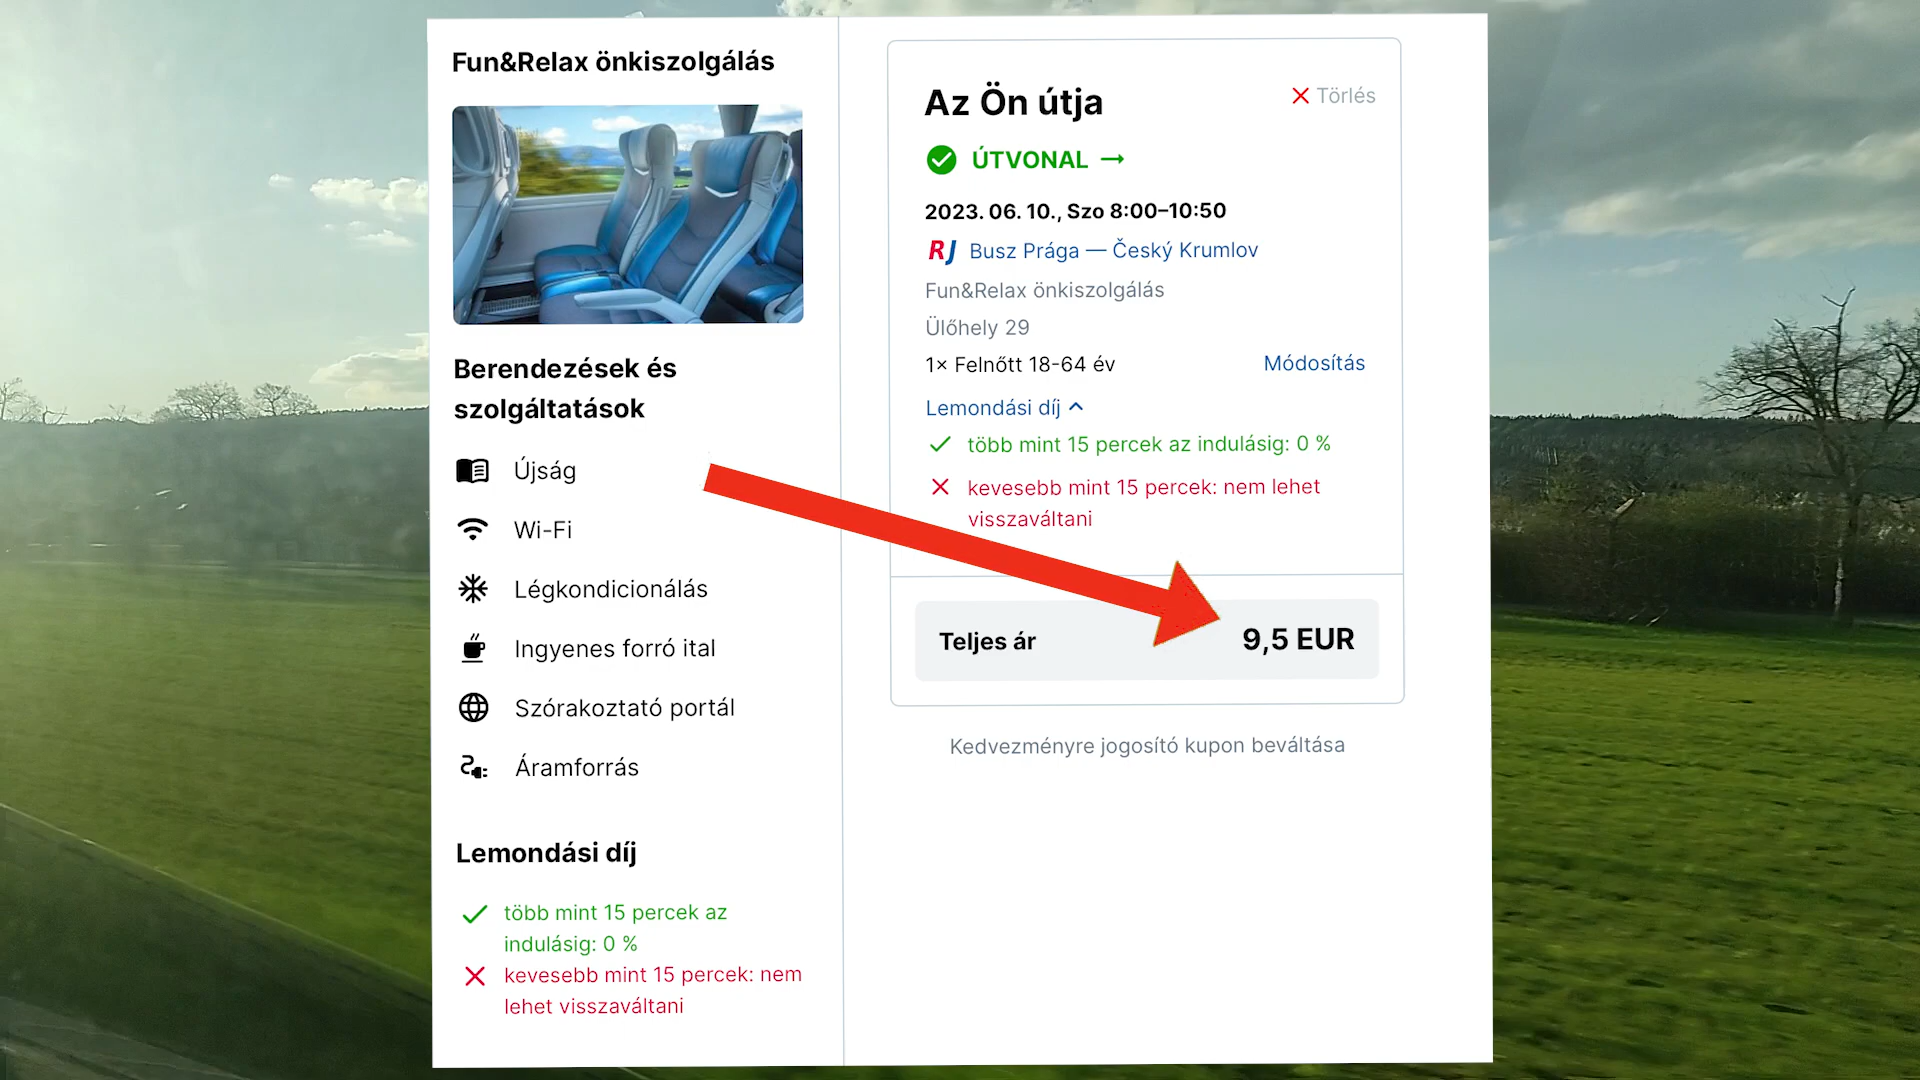 Fun&Relax önkiszolgálás
Berendezések és
szolgáltatások
Újság
Wi-Fi
Légkondicionálás
Ingyenes forró ital
Szórakoztató portál
Áramforrás
Lemondási díj
több mint 15 percek az
indulásig: 0 %
kevesebb mint 15 percek: nem
lehet visszaváltani
Az Ön útja
Törlés
ÚTVONAL →
2023. 06. 10., Szo 8:00–10:50
RJ Busz Prága — Český Krumlov
Fun&Relax önkiszolgálás
Ülőhely 29
1× Felnőtt 18-64 év
Módosítás
Lemondási díj
több mint 15 percek az indulásig: 0 %
kevesebb mint 15 percek: nem lehet
visszaváltani
Teljes ár
9,5 EUR
Kedvezményre jogosító kupon beváltása